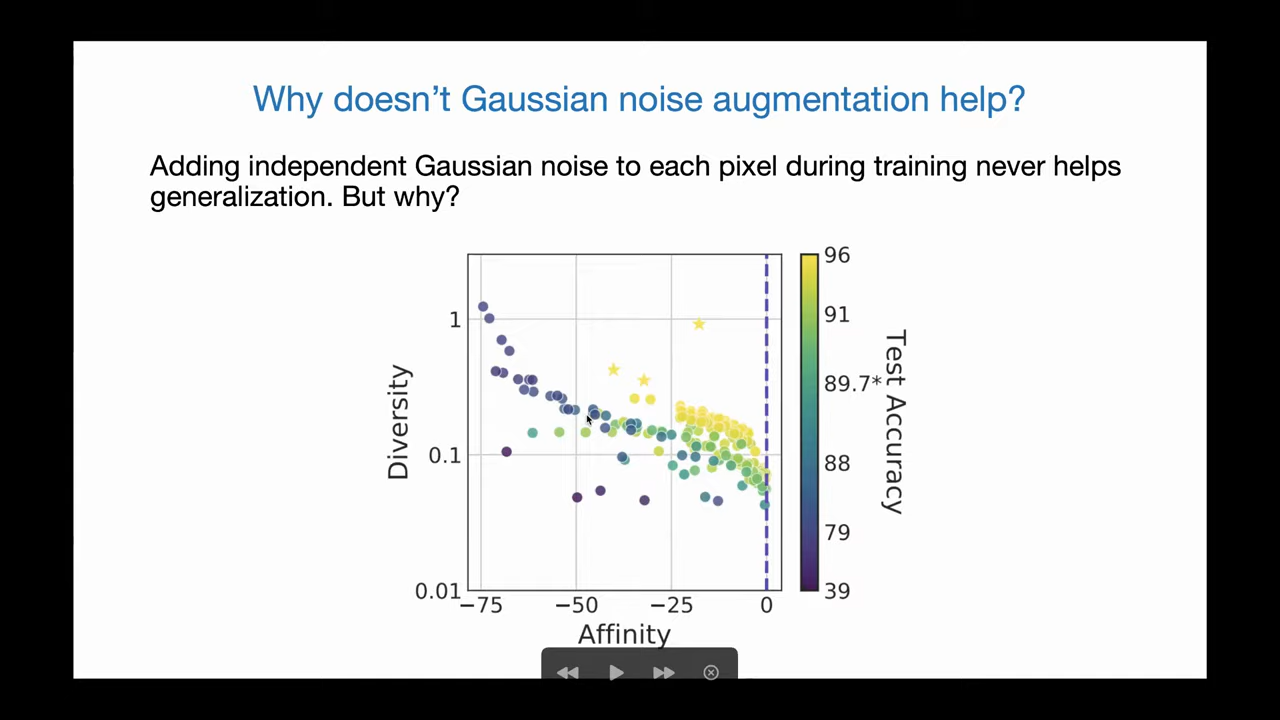 Why doesn’t Gaussian noise augmentation help?
Adding independent Gaussian noise to each pixel during training never helps
generalization. But why?
Diversity
1
0.1
0.01
−75
−50
−25
0
Affinity
96
91
89.7*
88
79
39
Test Accuracy